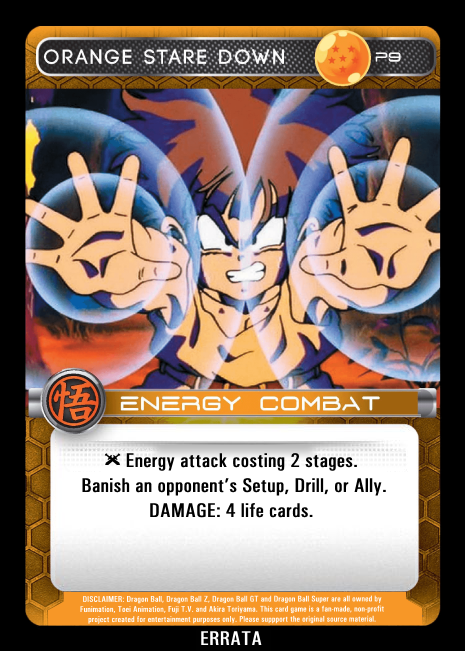 ORANGE STARE DOWN P9
悟 ENERGY COMBAT
Energy attack costing 2 stages.
Banish an opponent's Setup, Drill, or Ally.
DAMAGE: 4 life cards.
DISCLAIMER: Dragon Ball, Dragon Ball Z, Dragon Ball GT and Dragon Ball Super are all owned by
Funimation, Toei Animation, Fuji T.V. and Akira Toriyama. This card game is a fan-made, non-profit
project created for entertainment purposes only. Please suppport the original source material.
ERRATA